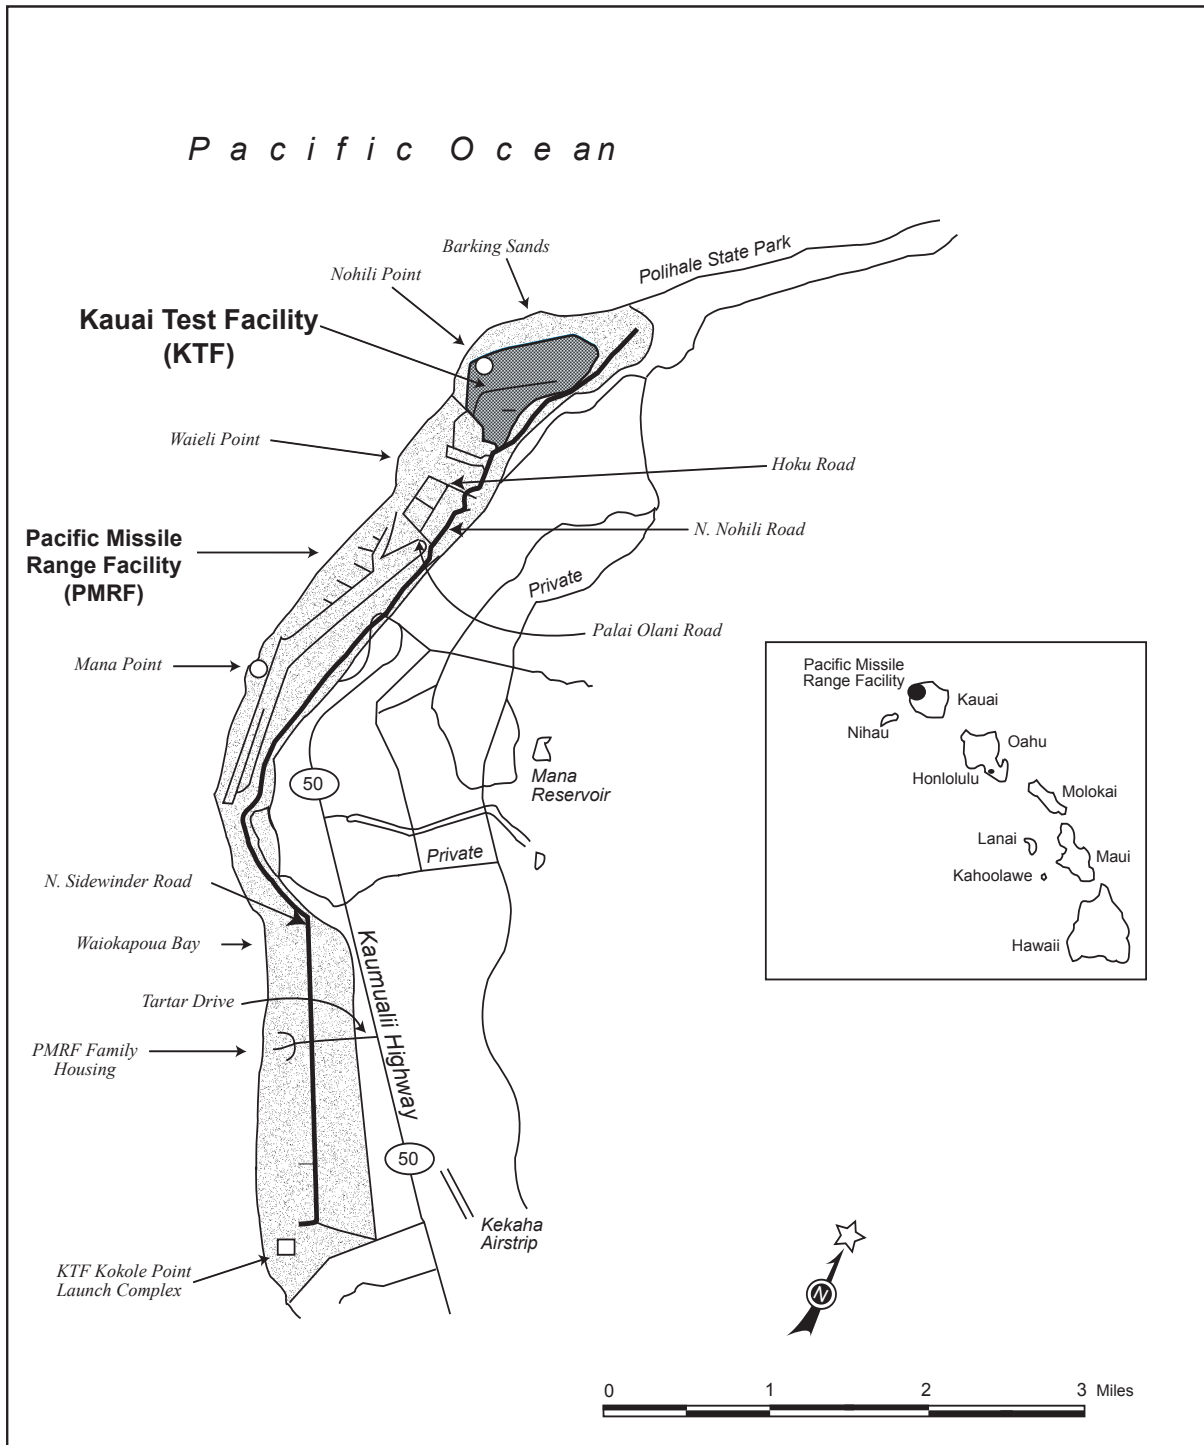 Pacific Ocean
Barking Sands
Polihale State Park
Nohili Point
Kauai Test Facility
(KTF)
Waieli Point
Hoku Road
N. Nohili Road
Pacific Missile
Range Facility
(PMRF)
Private
Palai Olani Road
Mana Point
Pacific Missile
Range Facility
Kauai
Nihau
Oahu
Honlolulu
Molokai
Lanai
Maui
Kahoolawe
Hawaii
50
Mana
Reservoir
Private
N. Sidewinder Road
Waiokapoua Bay
Kaumualii Highway
Tartar Drive
PMRF Family
Housing
50
Kekaha
Airstrip
KTF Kokole Point
Launch Complex
N
0 1 2 3 Miles